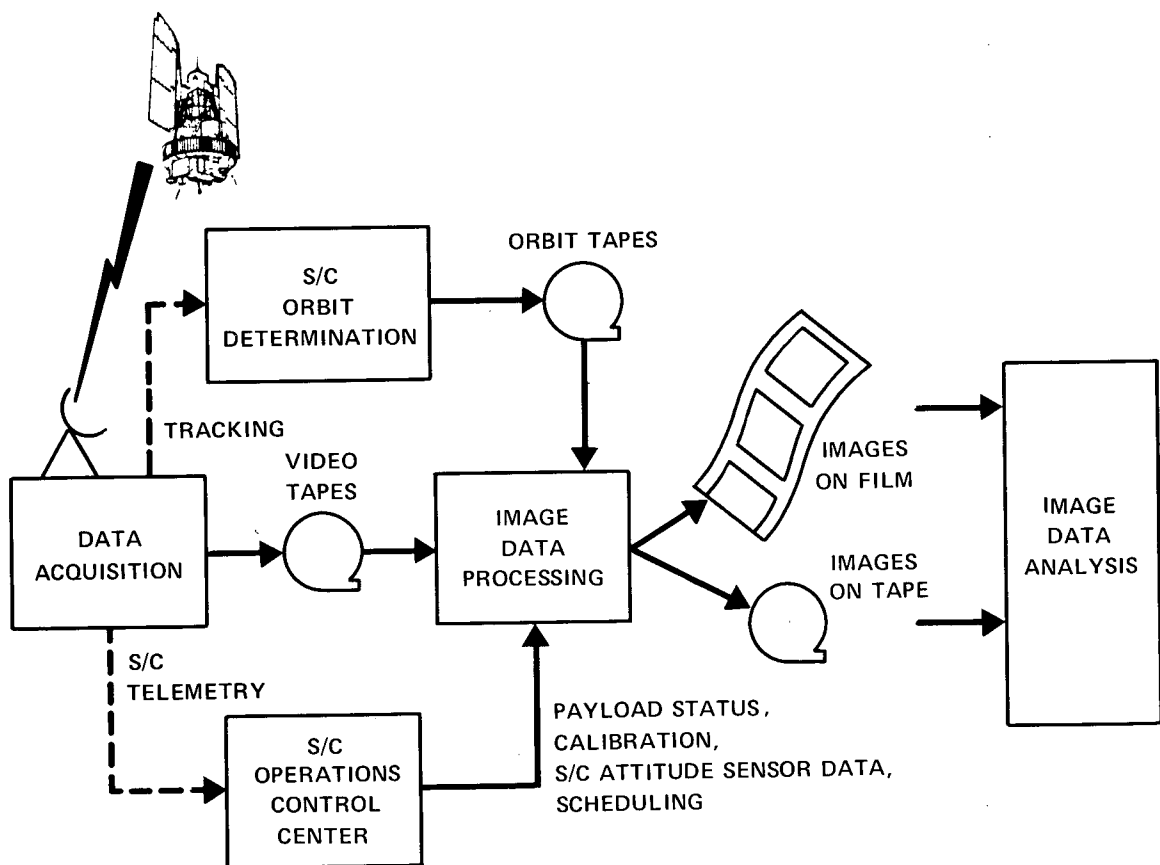 S/C
ORBIT
DETERMINATION
ORBIT TAPES
TRACKING
VIDEO
TAPES
DATA
ACQUISITION
IMAGE
DATA
PROCESSING
IMAGES
ON FILM
IMAGES
ON TAPE
IMAGE
DATA
ANALYSIS
S/C
TELEMETRY
S/C
OPERATIONS
CONTROL
CENTER
PAYLOAD STATUS,
CALIBRATION,
S/C ATTITUDE SENSOR DATA,
SCHEDULING